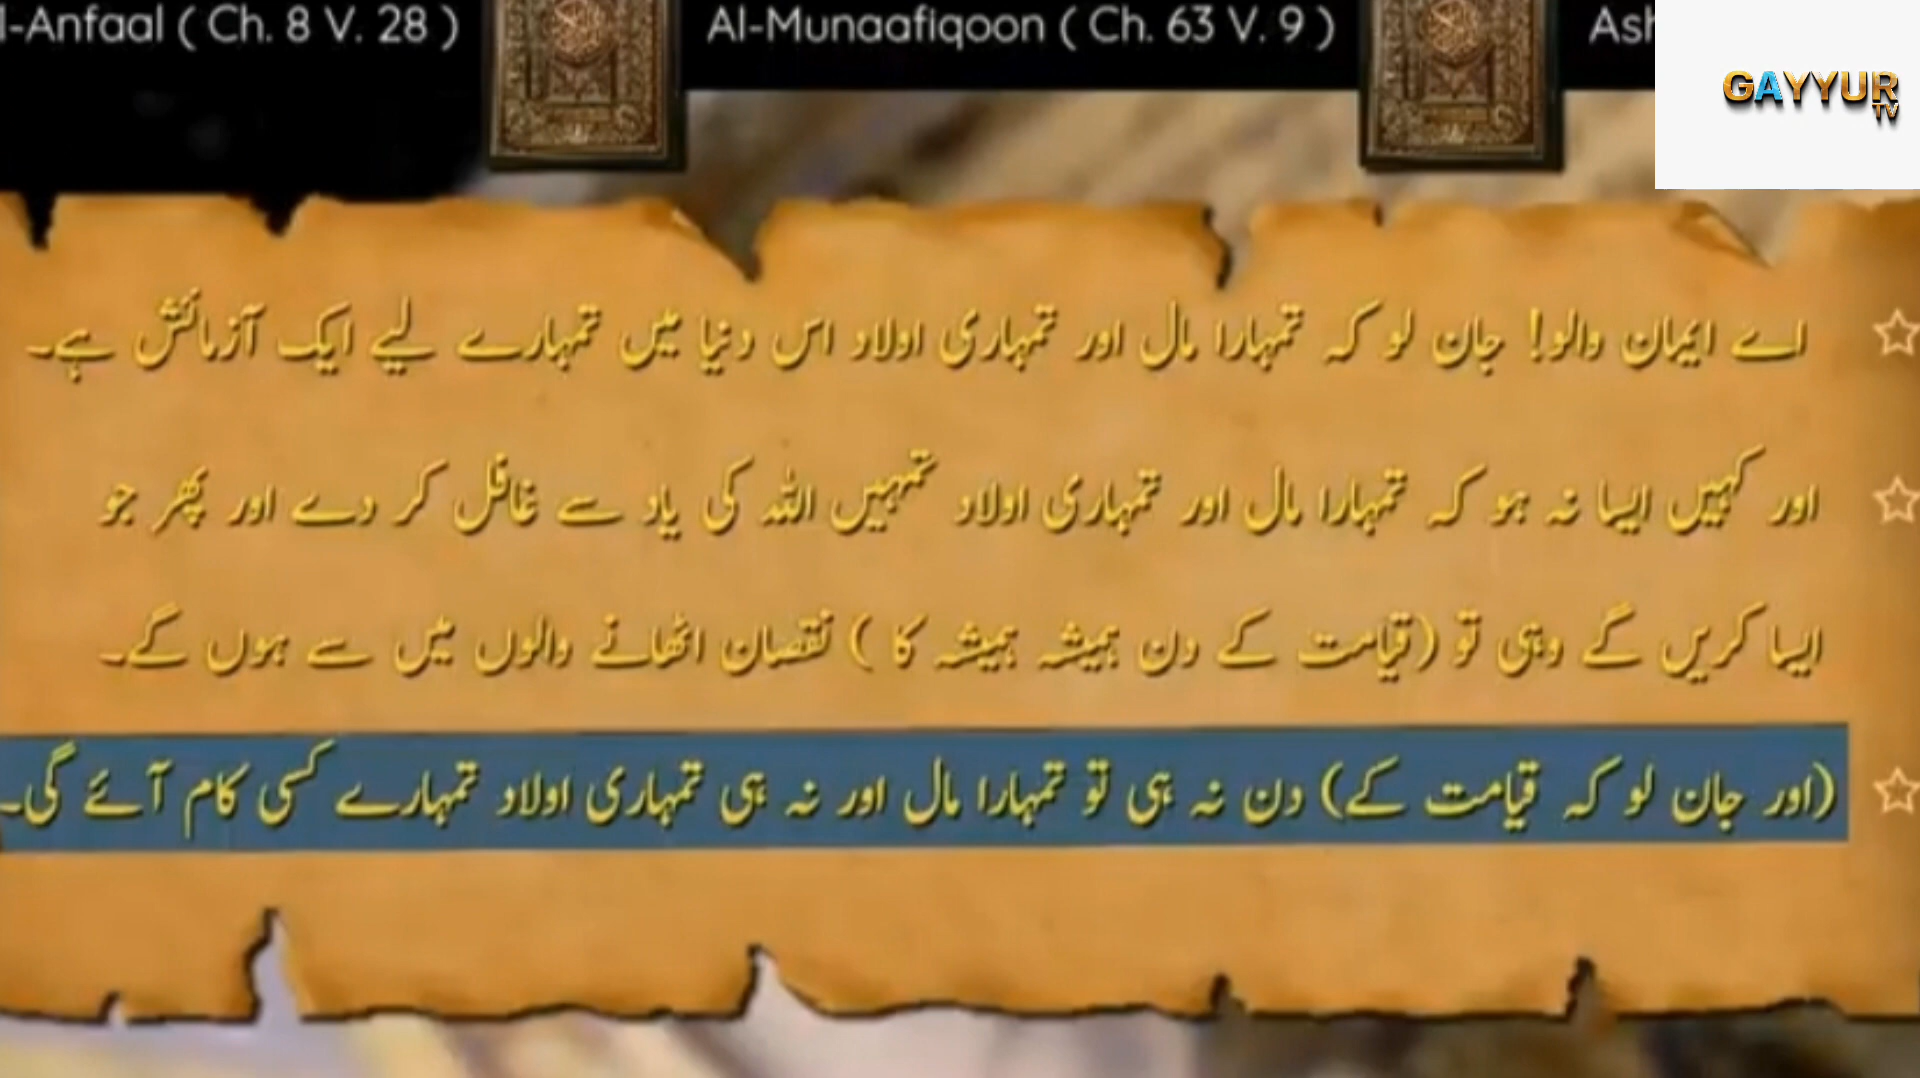 l-Anfaal ( Ch. 8 V. 28 ) Al-Munaafiqoon ( Ch. 63 V. 9 ) Ash
GAYYUR
TV
اے ایمان والو! جان لو کہ تمہارا مال اور تمہاری اولاد اس دنیا میں تمہارے لیے ایک آزمائش ہے۔
اور کہیں ایسا نہ ہو کہ تمہارا مال اور تمہاری اولاد تمہیں اللہ کی یاد سے غافل کر دے اور پھر جو
ایسا کریں گے وہی تو (قیامت کے دن ہمیشہ ہمیشہ کا ) نقصان اٹھانے والوں میں سے ہوں گے۔
(اور جان لو کہ قیامت کے) دن نہ ہی تو تمہارا مال اور نہ ہی تمہاری اولاد تمہارے کسی کام آئے گی۔